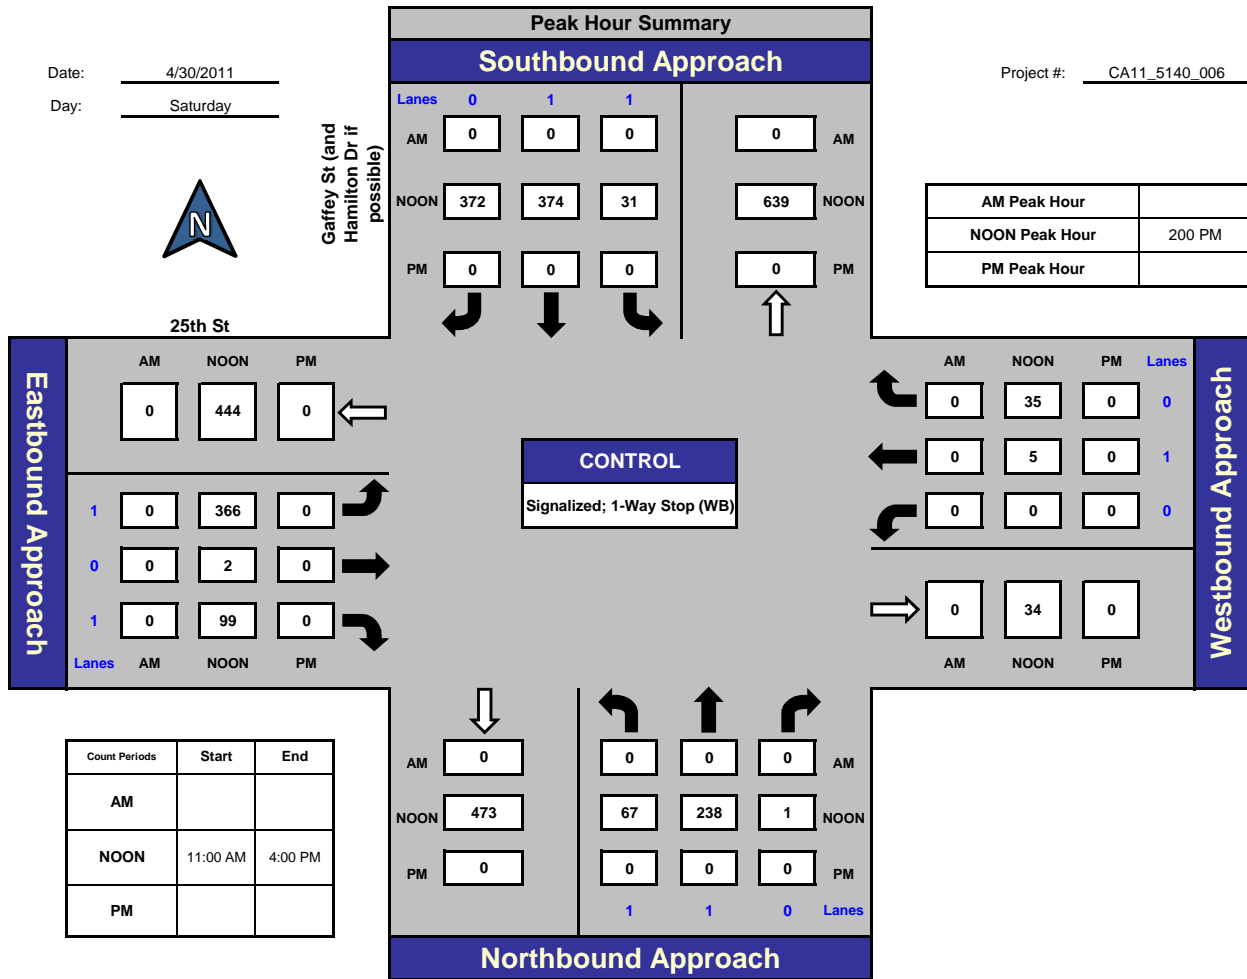 Peak Hour Summary
Southbound Approach
Date: 4/30/2011
Project #: CA11_5140_006
Day: Saturday
Gaffey St (and
Hamilton Dr if
possible)
Lanes 0 1 1
AM 0 0 0 0 AM
NOON 372 374 31 639 NOON
PM 0 0 0 0 PM
N
AM Peak Hour
NOON Peak Hour 200 PM
PM Peak Hour
25th St
Eastbound Approach
AM NOON PM
0 444 0
1 0 366 0
0 0 2 0
1 0 99 0
Lanes AM NOON PM
CONTROL
Signalized; 1-Way Stop (WB)
AM NOON PM Lanes
0 35 0 0
0 5 0 1
0 0 0 0
0 34 0
AM NOON PM
Westbound Approach
Count Periods Start End
AM
NOON 11:00 AM 4:00 PM
PM
AM 0 0 0 0 AM
NOON 473 67 238 1 NOON
PM 0 0 0 0 PM
1 1 0 Lanes
Northbound Approach